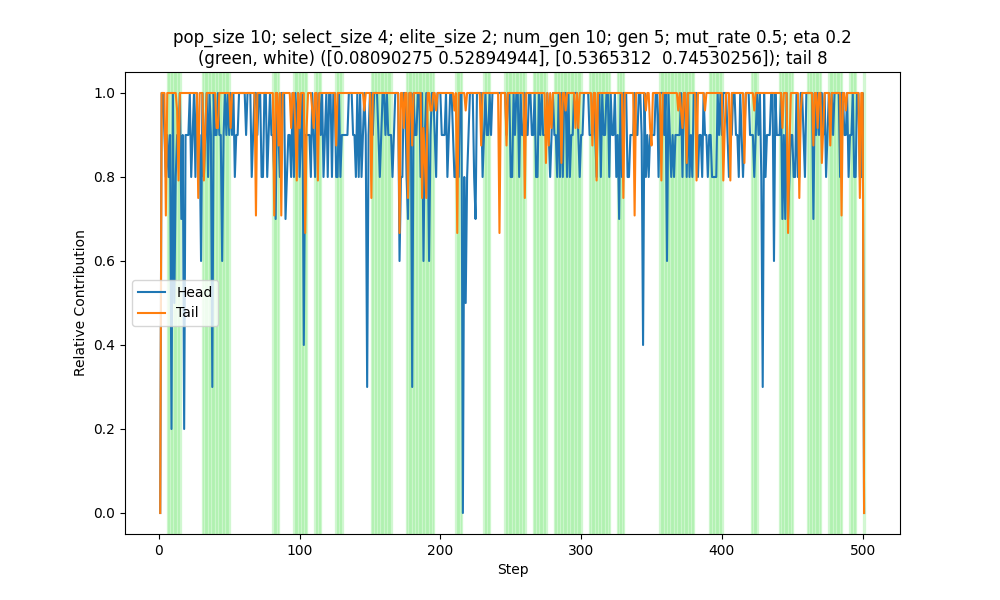 pop_size 10; select_size 4; elite_size 2; num_gen 10; gen 5; mut_rate 0.5; eta 0.2
(green, white) ([0.08090275 0.52894944], [0.5365312  0.74530256]); tail 8
1.0
0.8
0.6
0.4
0.2
0.0
Relative Contribution
Head
Tail
0
100
200
300
400
500
Step